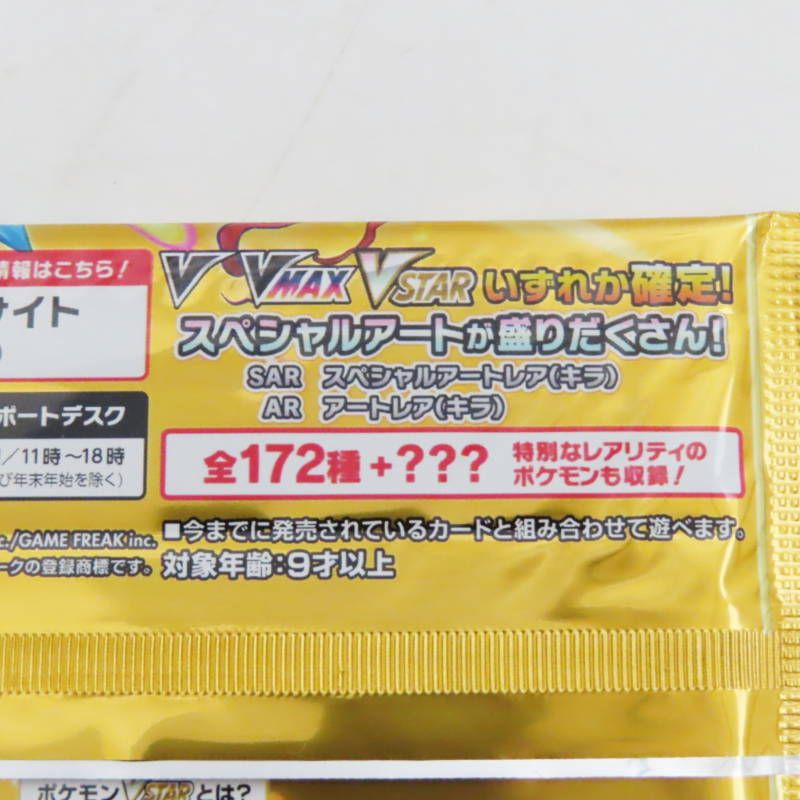 情報はこちら!
サイト
ポートデスク
/11時～18時
び年末年始を除く)
c./GAME FREAK inc.
ークの登録商標です。
V VMAX VSTAR いずれか確定!
スペシャルアートが盛りだくさん!
SAR スペシャルアートレア(キラ)
AR アートレア(キラ)
全172種+???
特別なレアリティの
ポケモンも収録!
■今までに発売されているカードと組み合わせて遊べます。
対象年齢:9才以上
ポケモンVSTARとは?